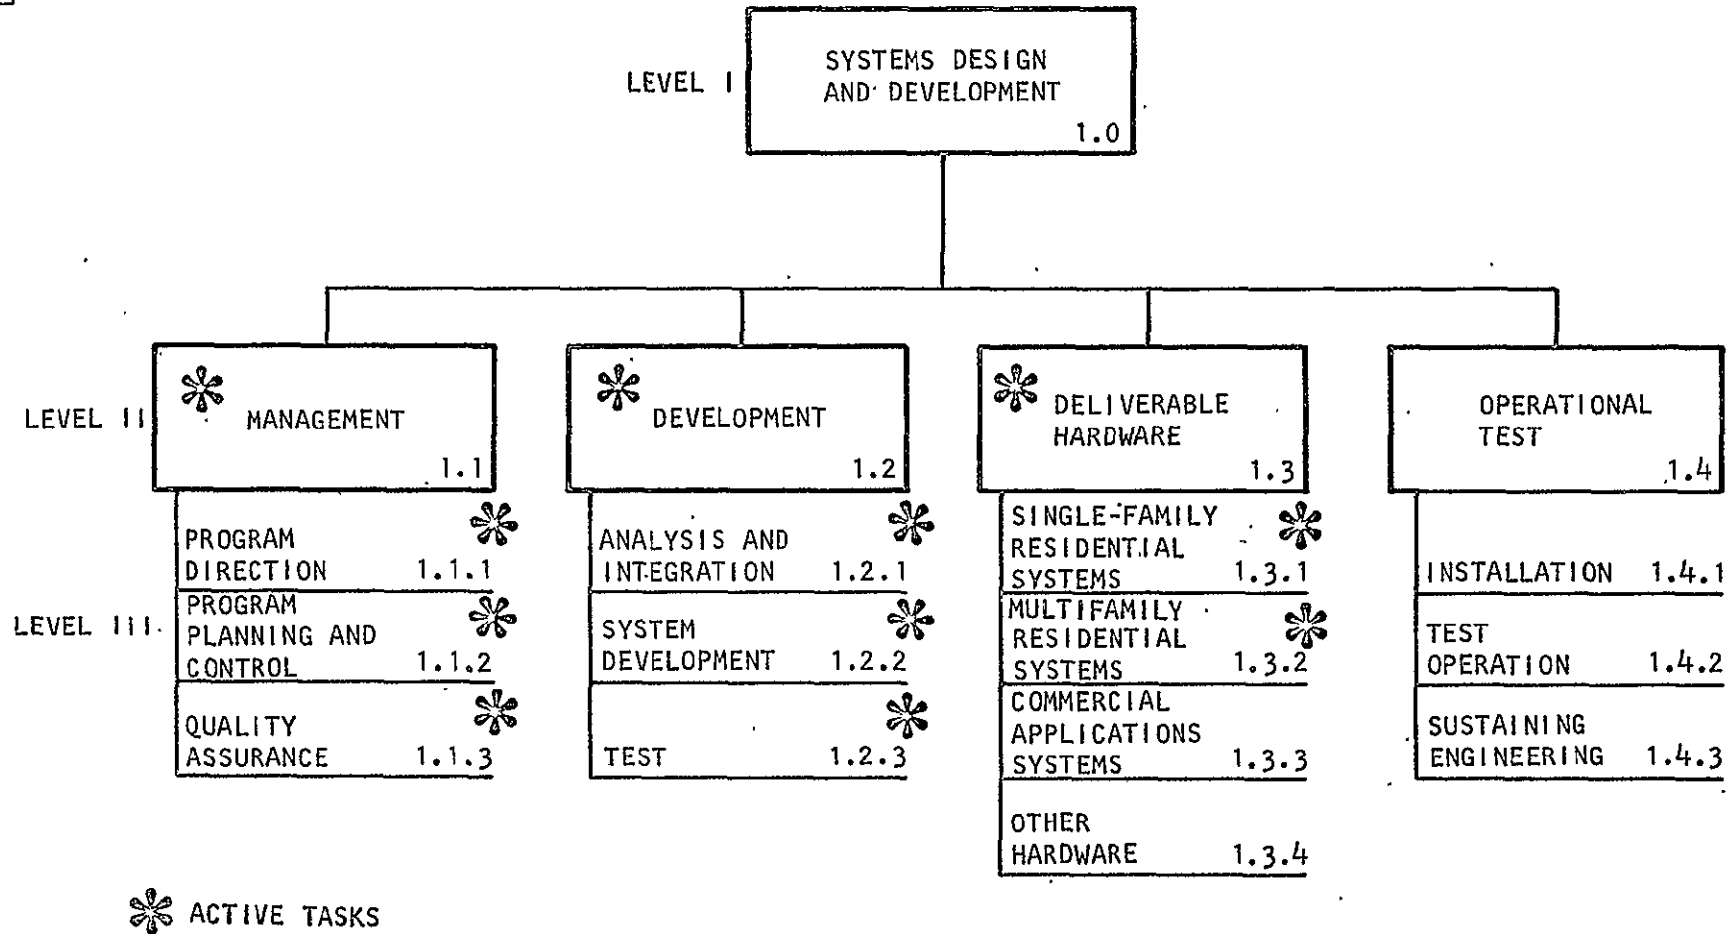 LEVEL I
SYSTEMS DESIGN
AND DEVELOPMENT
1.0
LEVEL II
MANAGEMENT
1.1
DEVELOPMENT
1.2
DELIVERABLE
HARDWARE
1.3
OPERATIONAL
TEST
1.4
LEVEL III
PROGRAM
DIRECTION 1.1.1
PROGRAM
PLANNING AND
CONTROL 1.1.2
QUALITY
ASSURANCE 1.1.3
ANALYSIS AND
INTEGRATION 1.2.1
SYSTEM
DEVELOPMENT 1.2.2
TEST 1.2.3
SINGLE-FAMILY
RESIDENTIAL
SYSTEMS 1.3.1
MULTIFAMILY
RESIDENTIAL
SYSTEMS 1.3.2
COMMERCIAL
APPLICATIONS
SYSTEMS 1.3.3
OTHER
HARDWARE 1.3.4
INSTALLATION 1.4.1
TEST
OPERATION 1.4.2
SUSTAINING
ENGINEERING 1.4.3
ACTIVE TASKS